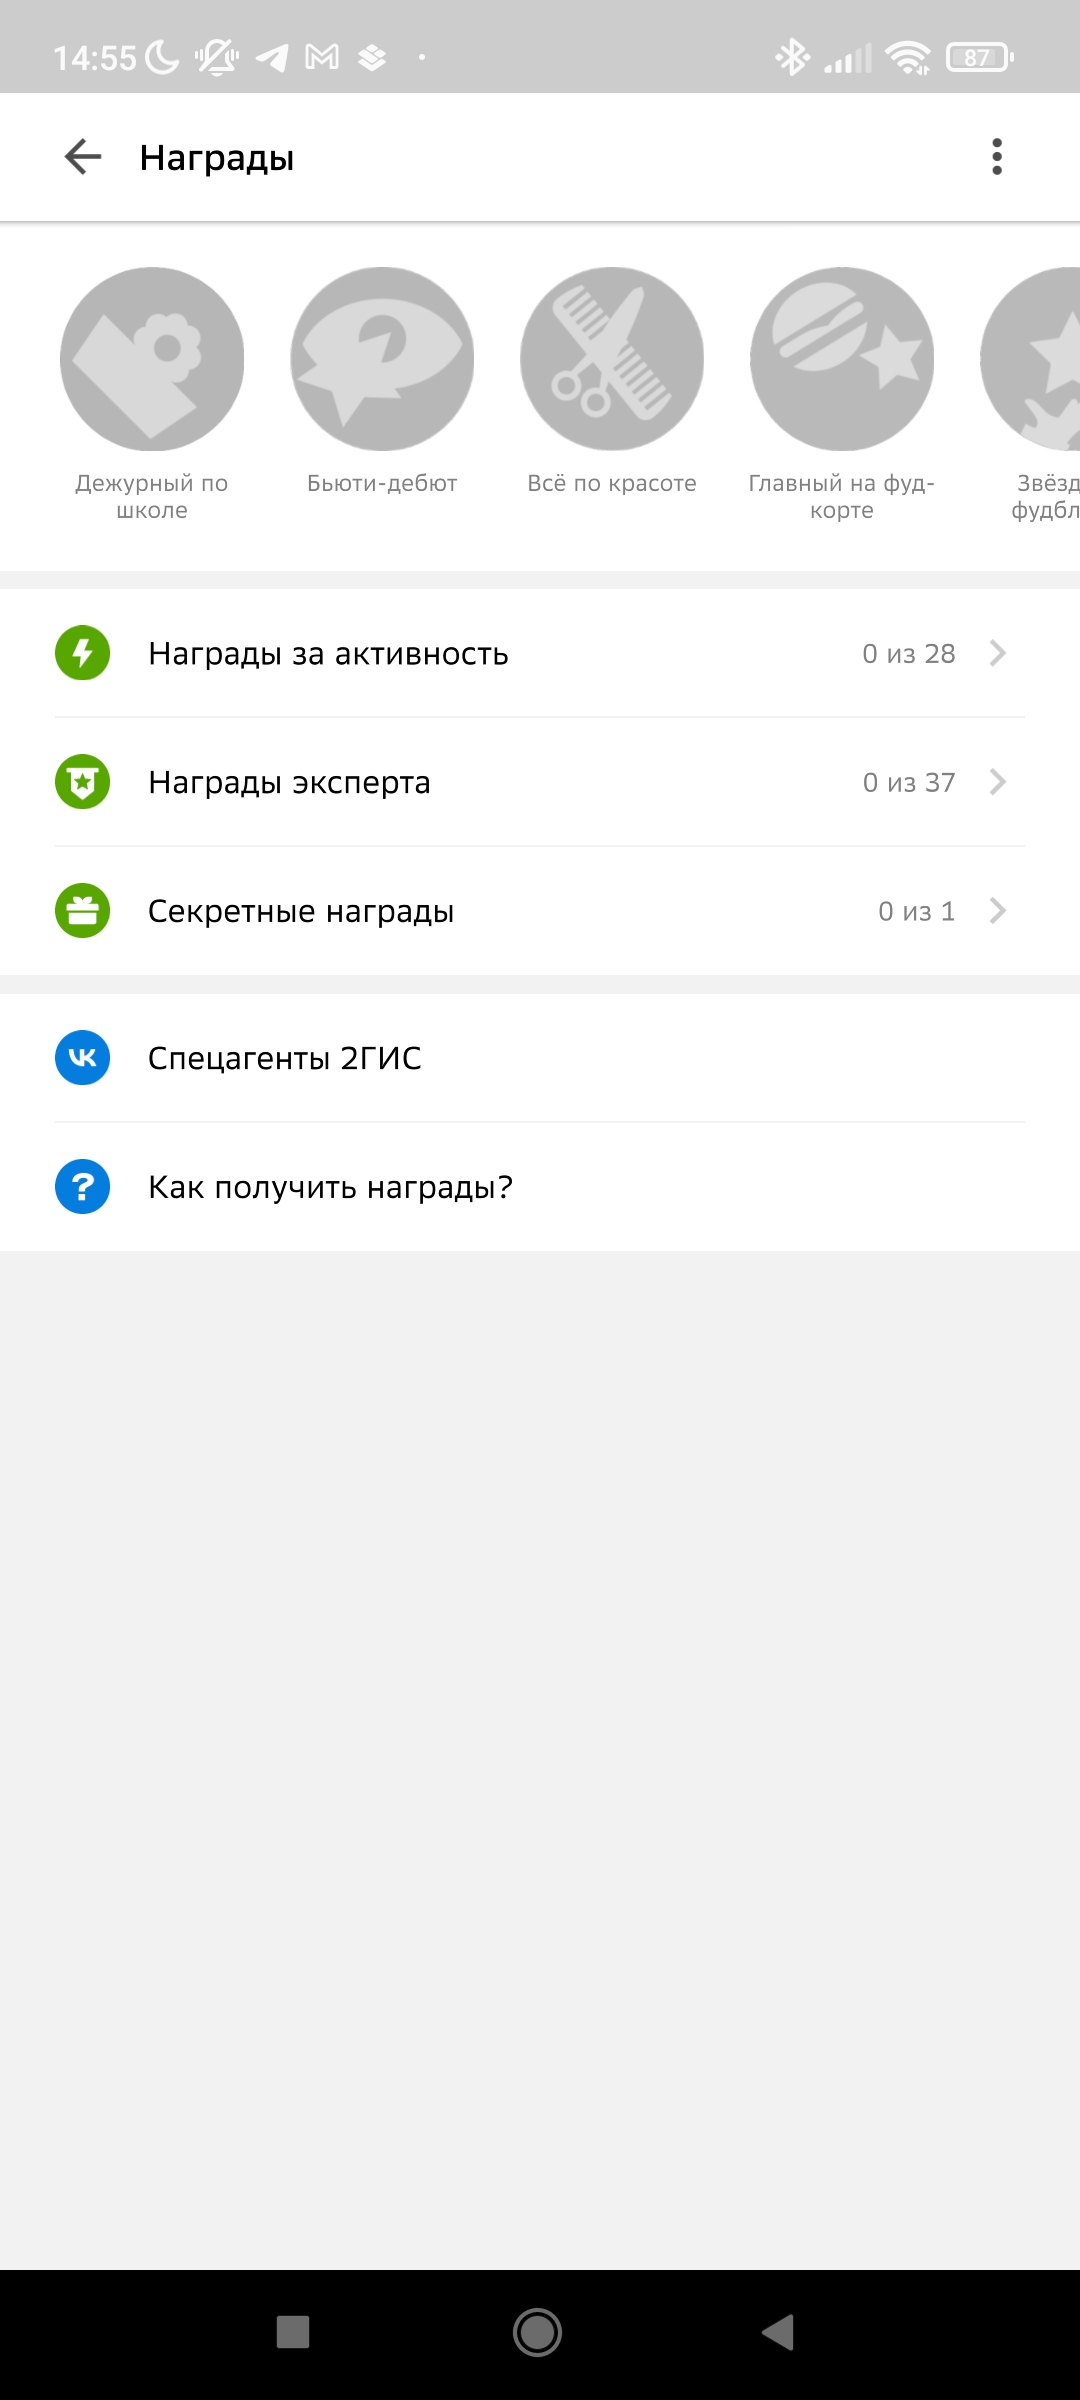 14:55
87
Награды
Дежурный по
школе
Бьюти-дебют
Всё по красоте
Главный на фуд-
корте
Звёзд
фудбл
Награды за активность
0 из 28
Награды эксперта
0 из 37
Секретные награды
0 из 1
Спецагенты 2ГИС
Как получить награды?